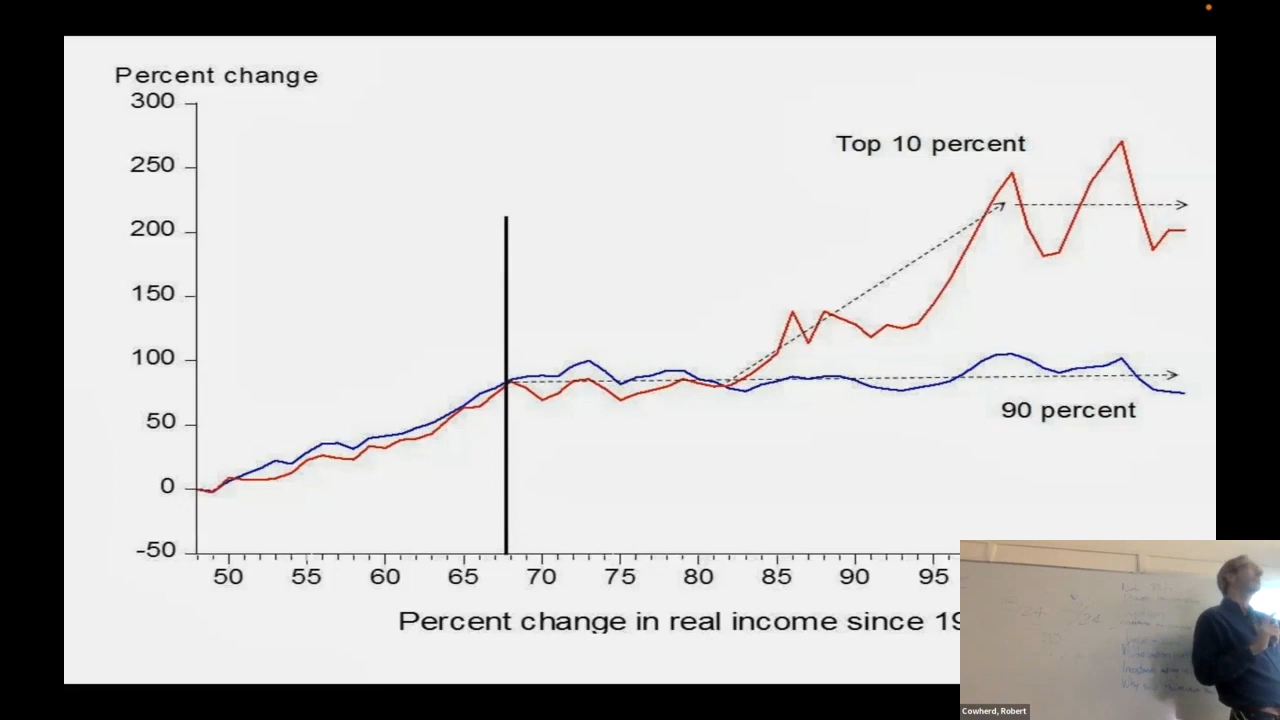 Percent change
300
250
200
150
100
50
0
-50
Top 10 percent
90 percent
50 55 60 65 70 75 80 85 90 95
Percent change in real income since 19
Cowherd, Robert